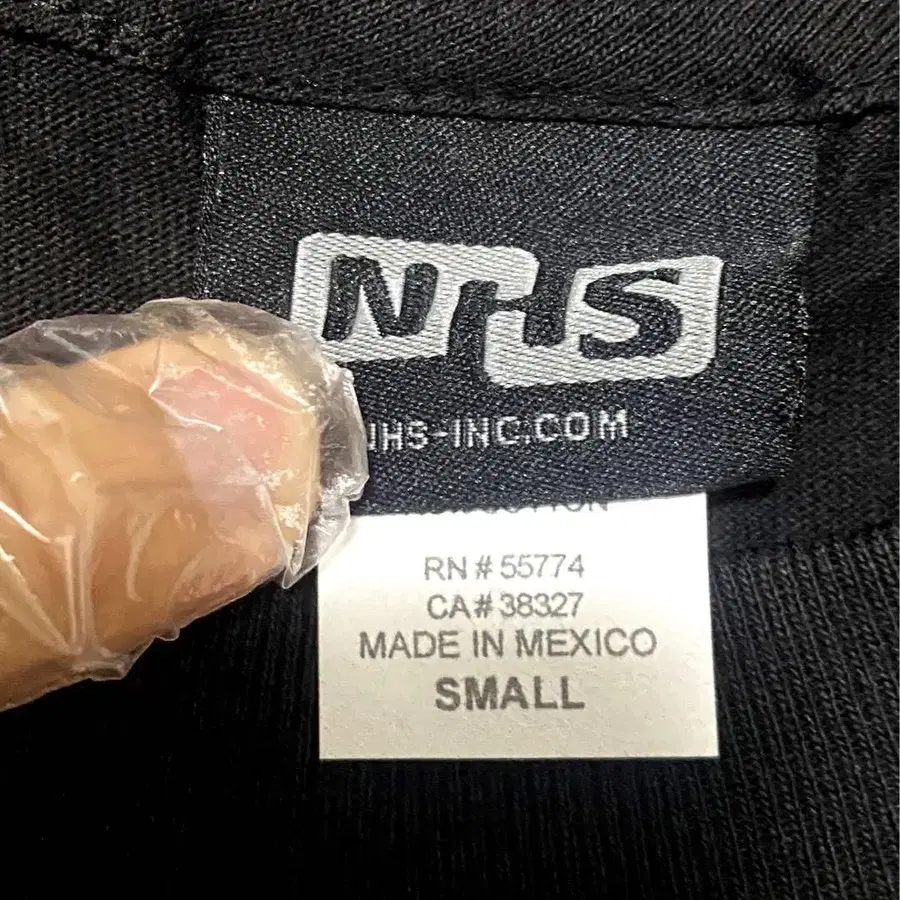 NHS
NHS-INC.COM
RN # 55774
CA# 38327
MADE IN MEXICO
SMALL